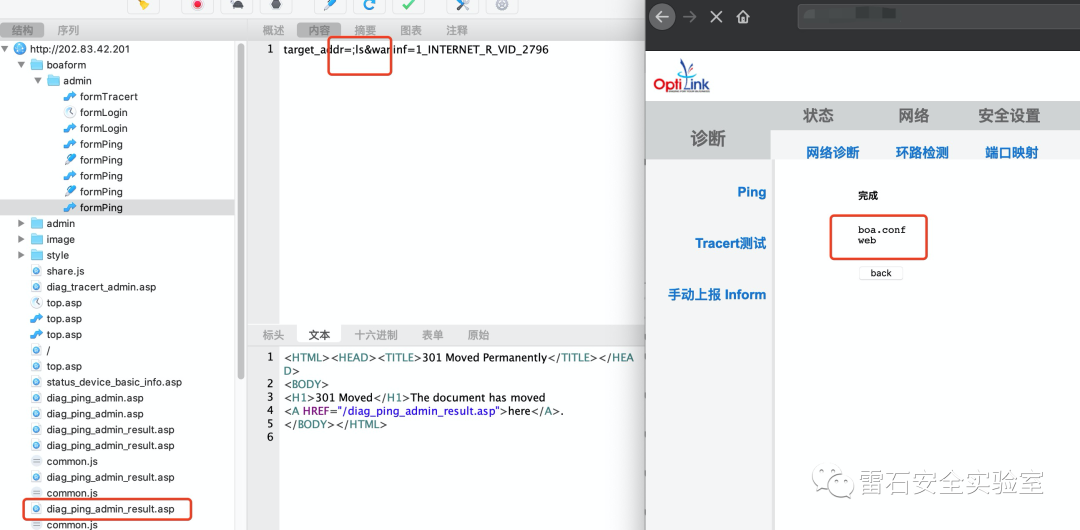 结构
序列
http://202.83.42.201
boaform
admin
formTracert
formLogin
formLogin
formPing
formPing
formPing
formPing
formPing
admin
image
style
share.js
diag_tracert_admin.asp
top.asp
top.asp
top.asp
/
top.asp
status_device_basic_info.asp
diag_ping_admin.asp
diag_ping_admin.asp
diag_ping_admin_result.asp
diag_ping_admin_result.asp
common.js
diag_ping_admin_result.asp
common.js
diag_ping_admin_result.asp
common.js
概述 内容 摘要 图表 注释
1 target_addr=;ls&waninf=1_INTERNET_R_VID_2796
标头 文本 十六进制 表单 原始
1 <HTML><HEAD><TITLE>301 Moved Permanently</TITLE></HEA
D>
2 <BODY>
3 <H1>301 Moved</H1>The document has moved
4 <A HREF="/diag_ping_admin_result.asp">here</A>.
5 </BODY></HTML>
6
OptiLink
诊断
状态 网络 安全设置
网络诊断 环路检测 端口映射
Ping
Tracert测试
手动上报 Inform
完成
boa.conf
web
back
雷石安全实验室